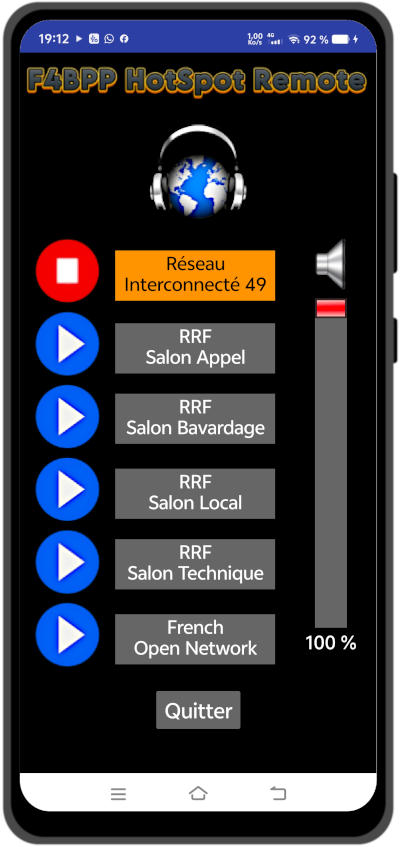 19:12
1,00 Ko/s 4G 92 %
F4BPP HotSpot Remote
Réseau
Interconnecté 49
RRF
Salon Appel
RRF
Salon Bavardage
RRF
Salon Local
RRF
Salon Technique
French
Open Network
100 %
Quitter